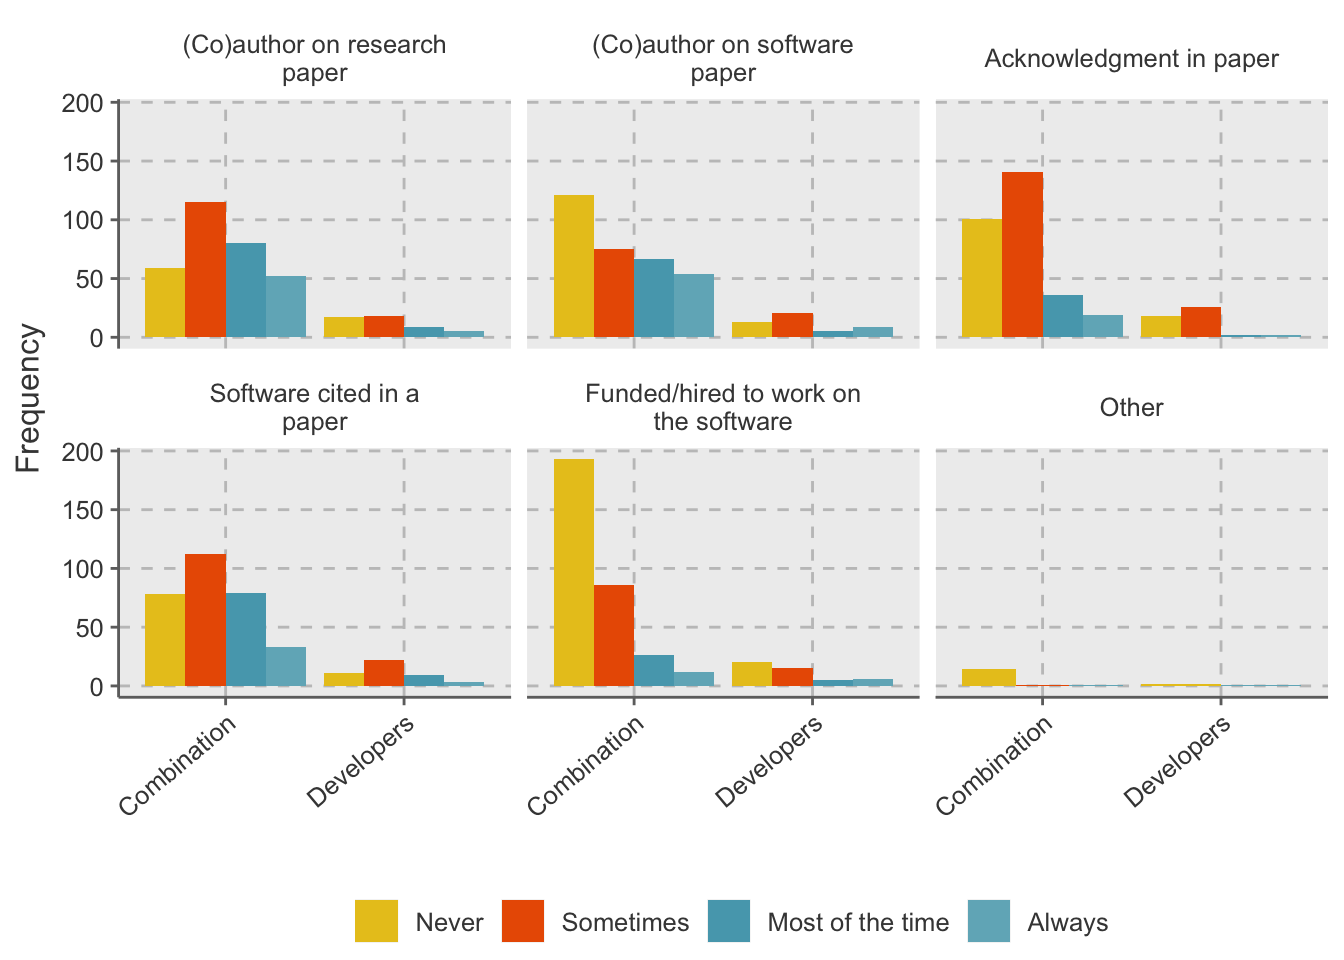 (Co)author on research
paper
(Co)author on software
paper
Acknowledgment in paper
200
150
100
50
0
Frequency
Software cited in a
paper
Funded/hired to work on
the software
Other
200
150
100
50
0
Combination
Developers
Combination
Developers
Combination
Developers
Never
Sometimes
Most of the time
Always